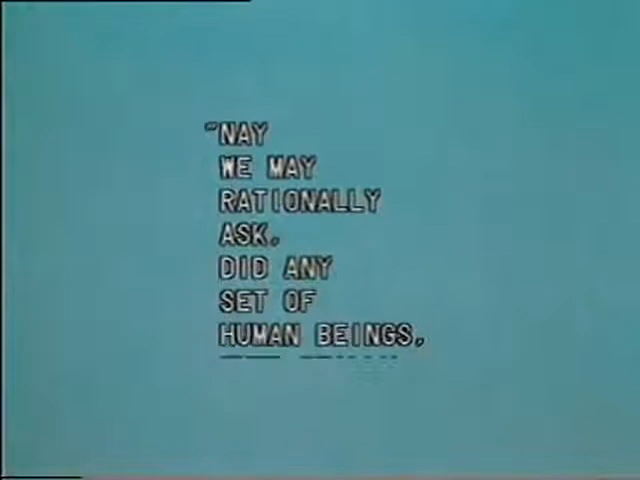 "NAY
WE MAY
RATIONALLY
ASK,
DID ANY
SET OF
HUMAN BEINGS,